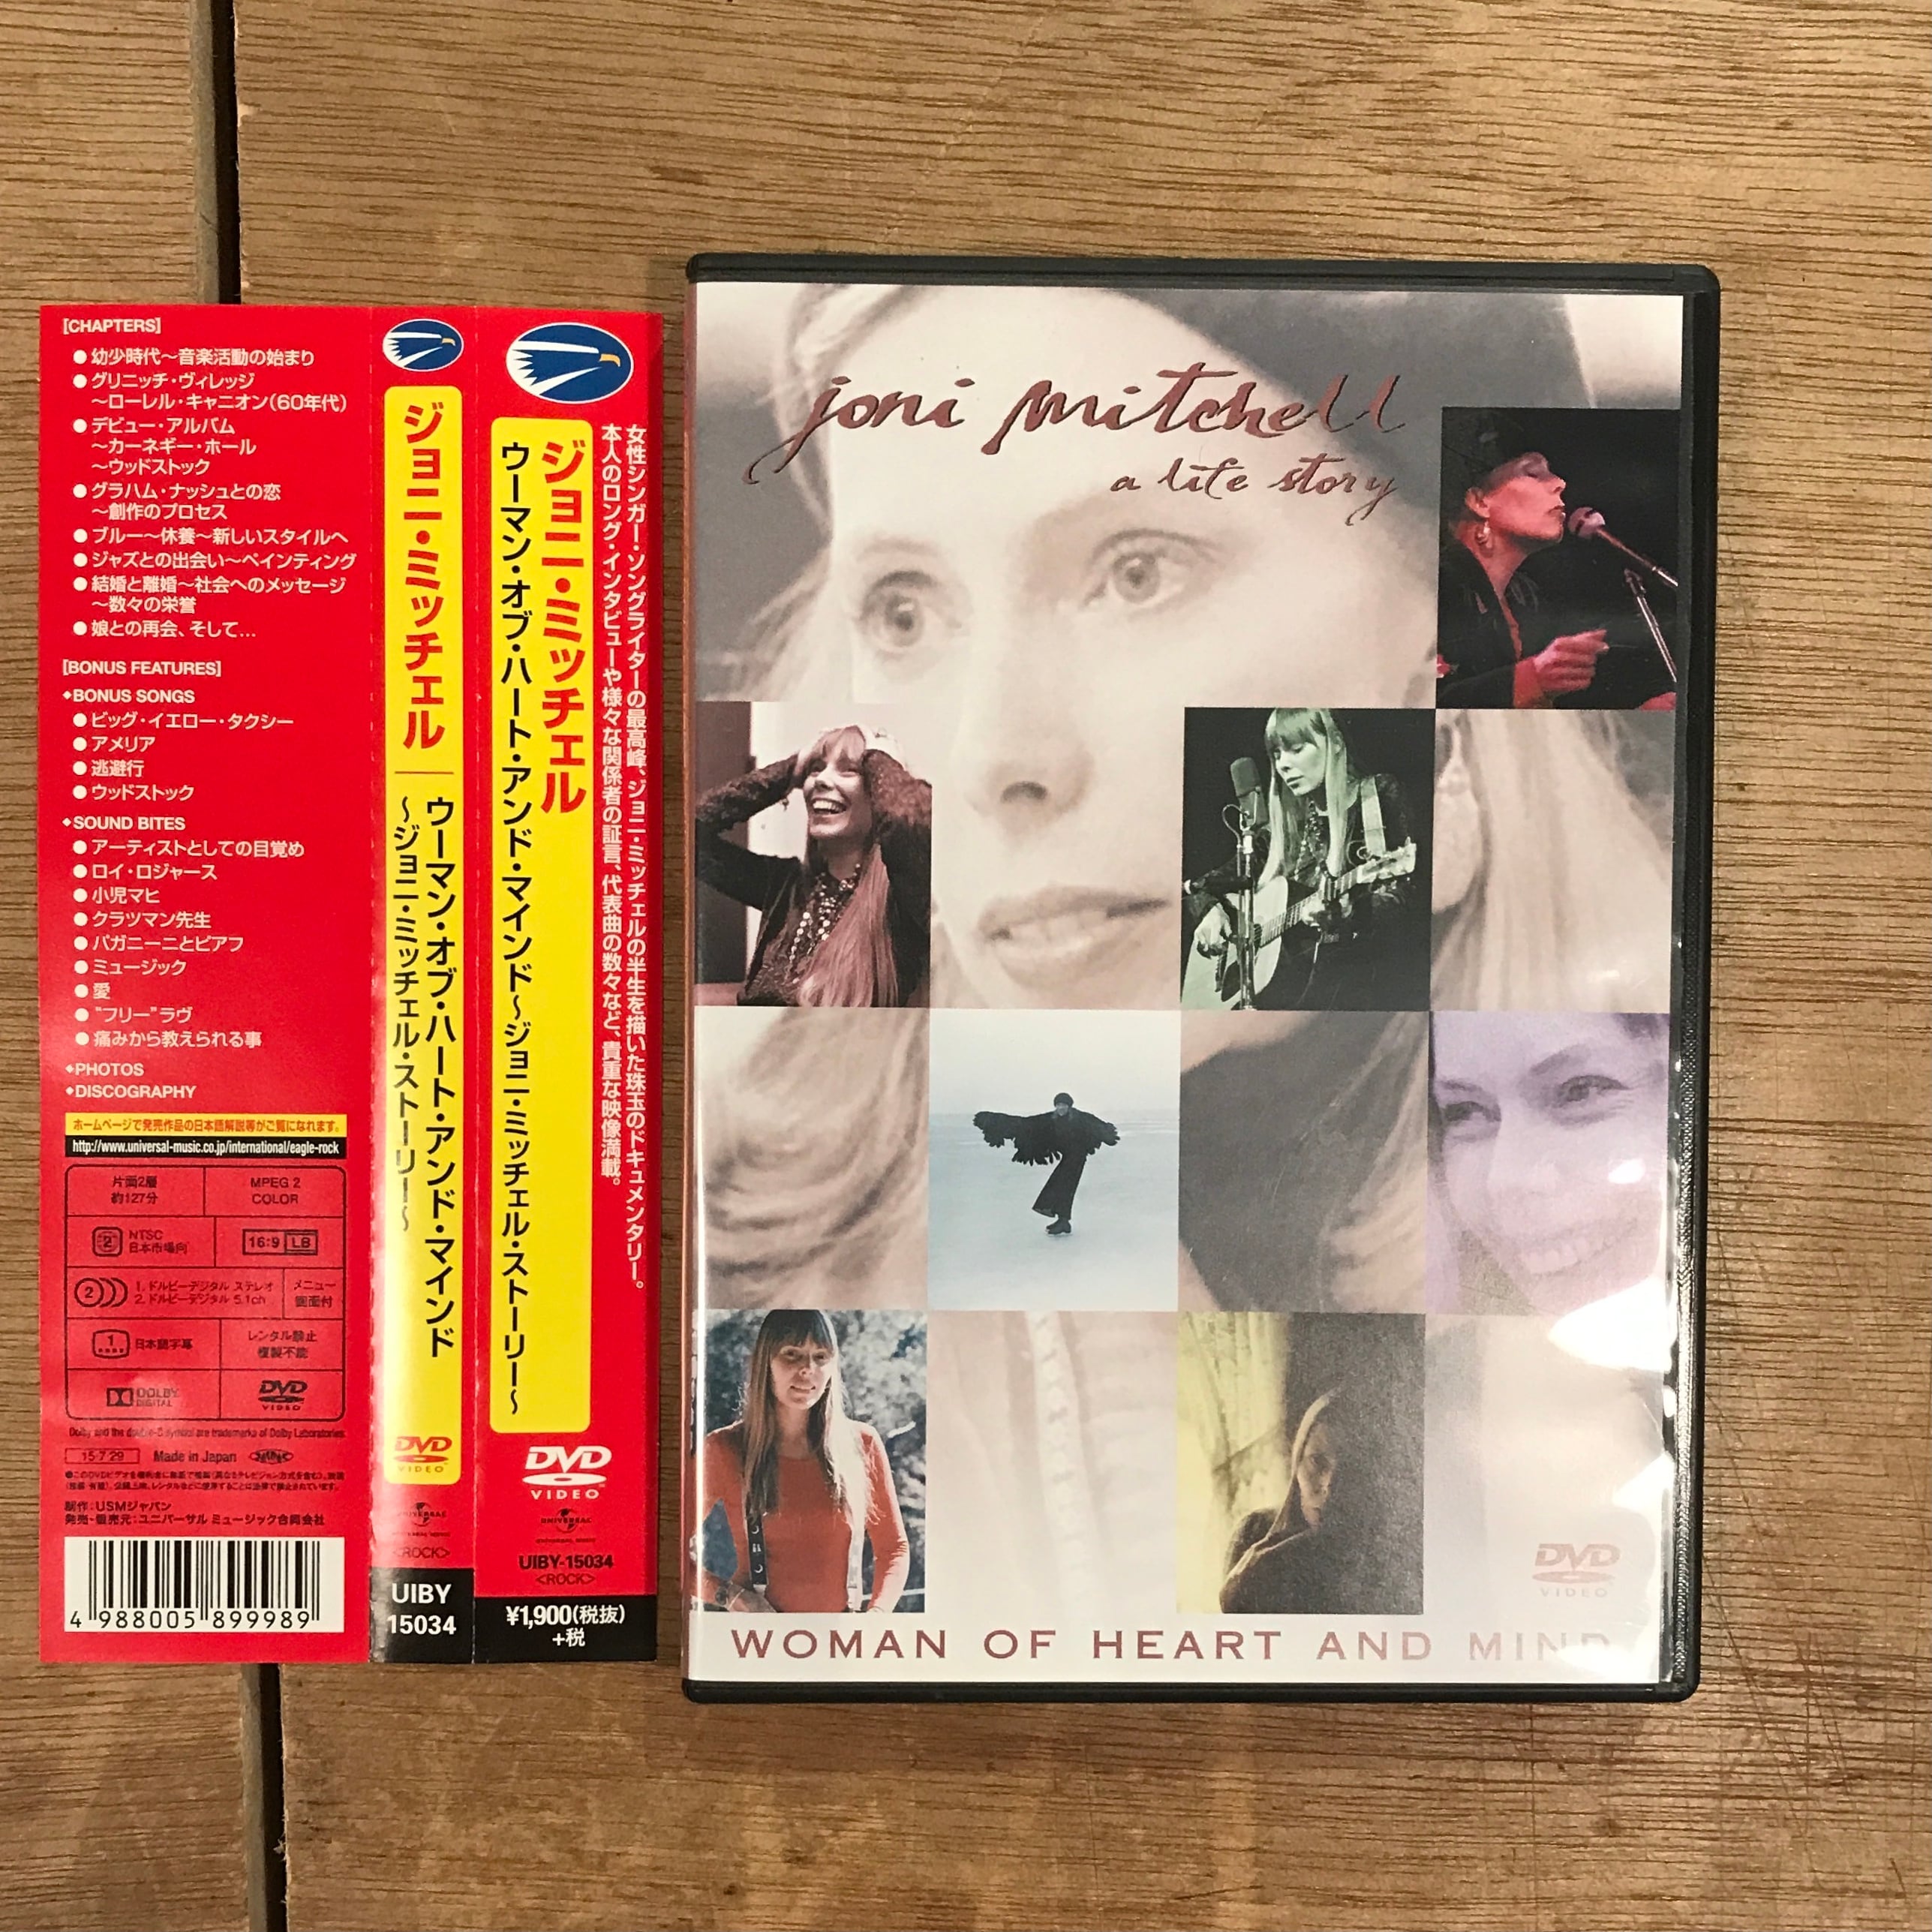 [CHAPTERS]
●幼少時代〜音楽活動の始まり
●グリニッチ・ヴィレッジ
〜ローレル・キャニオン(60年代)
●デビュー・アルバム
〜カーネギー・ホール
〜ウッドストック
●グラハム・ナッシュとの恋
〜創作のプロセス
●ブルー〜休養〜新しいスタイルへ
●ジャズとの出会い〜ペインティング
●結婚と離婚〜社会へのメッセージ
〜数々の栄誉
●娘との再会、そして…
[BONUS FEATURES]
◆BONUS SONGS
●ビッグ・イエロー・タクシー
●アメリア
●逃避行
●ウッドストック
◆SOUND BITES
●アーティストとしての目覚め
●ロイ・ロジャース
●小児マヒ
●クラツマン先生
●パガニーニとピアフ
●ミュージック
●愛
●“フリー”ラヴ
●痛みから教えられる事
◆PHOTOS
◆DISCOGRAPHY
ホームページで発売作品の日本語解説等がご覧になれます。
http://www.universal-music.co.jp/international/eagle-rock
片面2層
約127分
MPEG 2
COLOR
2
NTSC
日本市場向
16:9 LB
2
1. ドルビーデジタル ステレオ
2. ドルビーデジタル 5.1ch
メニュー
画面付
1
日本語字幕
レンタル禁止
複製不能
DOLBY
DIGITAL
DVD
VIDEO
Dolby and the double-D symbol are trademarks of Dolby Laboratories.
15・7・29
Made in Japan
制作:USMジャパン
発売・販売元:ユニバーサル ミュージック合同会社
4 988005 899989
ジョニ・ミッチェル
ウーマン・オブ・ハート・アンド・マインド
〜ジョニ・ミッチェル・ストーリー〜
DVD
VIDEO
UNIVERSAL
<ROCK>
UIBY
15034
女性シンガー・ソングライターの最高峰、ジョニ・ミッチェルの半生を描いた珠玉のドキュメンタリー。
本人のロング・インタビューや様々な関係者の証言、代表曲の数々など、貴重な映像満載。
ジョニ・ミッチェル
ウーマン・オブ・ハート・アンド・マインド〜ジョニ・ミッチェル・ストーリー〜
DVD
VIDEO
UNIVERSAL
UIBY-15034
<ROCK>
¥1,900(税抜)
+税
joni mitchell
a life story
DVD
VIDEO
WOMAN OF HEART AND MIND